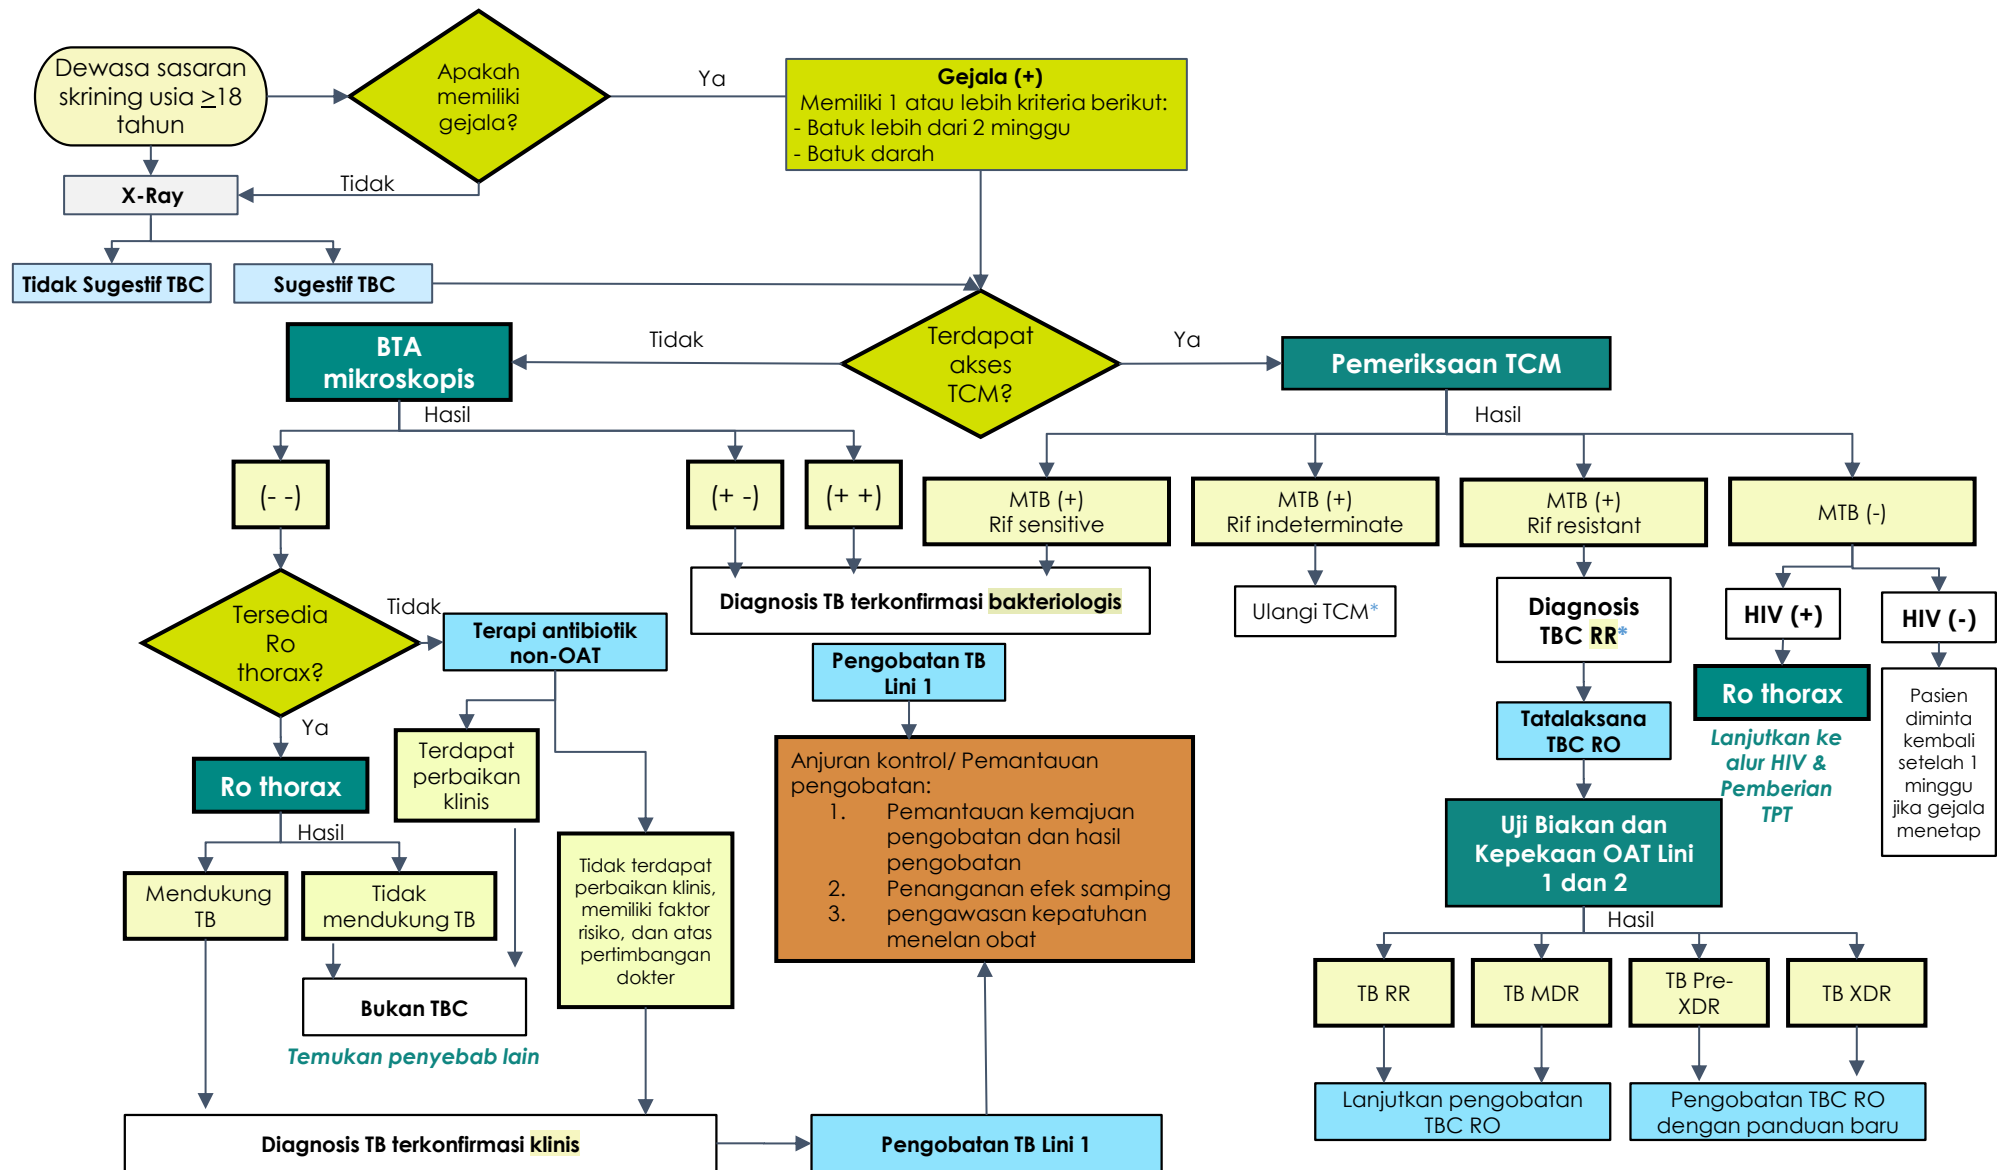 Dewasa sasaran
skrining usia ≥18
tahun
Apakah
memiliki
gejala?
Ya
Gejala (+)
Memiliki 1 atau lebih kriteria berikut:
- Batuk lebih dari 2 minggu
- Batuk darah
Tidak
X-Ray
Tidak Sugestif TBC
Sugestif TBC
BTA
mikroskopis
Tidak
Terdapat
akses
TCM?
Ya
Pemeriksaan TCM
Hasil
Hasil
(- -)
(+ -)
(+ +)
MTB (+)
Rif sensitive
MTB (+)
Rif indeterminate
MTB (+)
Rif resistant
MTB (-)
Tersedia
Ro
thorax?
Tidak
Terapi antibiotik
non-OAT
Diagnosis TB terkonfirmasi bakteriologis
Ulangi TCM*
Diagnosis
TBC RR*
HIV (+)
HIV (-)
Pengobatan TB
Lini 1
Ya
Ro thorax
Terdapat
perbaikan
klinis
Tatalaksana
TBC RO
Ro thorax
Lanjutkan ke
alur HIV &
Pemberian
TPT
Pasien
diminta
kembali
setelah 1
minggu
jika gejala
menetap
Anjuran kontrol/ Pemantauan
pengobatan:
1. Pemantauan kemajuan
pengobatan dan hasil
pengobatan
2. Penanganan efek samping
3. pengawasan kepatuhan
menelan obat
Hasil
Uji Biakan dan
Kepekaan OAT Lini
1 dan 2
Mendukung
TB
Tidak
mendukung TB
Tidak terdapat
perbaikan klinis,
memiliki faktor
risiko, dan atas
pertimbangan
dokter
Hasil
Bukan TBC
Temukan penyebab lain
TB RR
TB MDR
TB Pre-
XDR
TB XDR
Lanjutkan pengobatan
TBC RO
Pengobatan TBC RO
dengan panduan baru
Diagnosis TB terkonfirmasi klinis
Pengobatan TB Lini 1